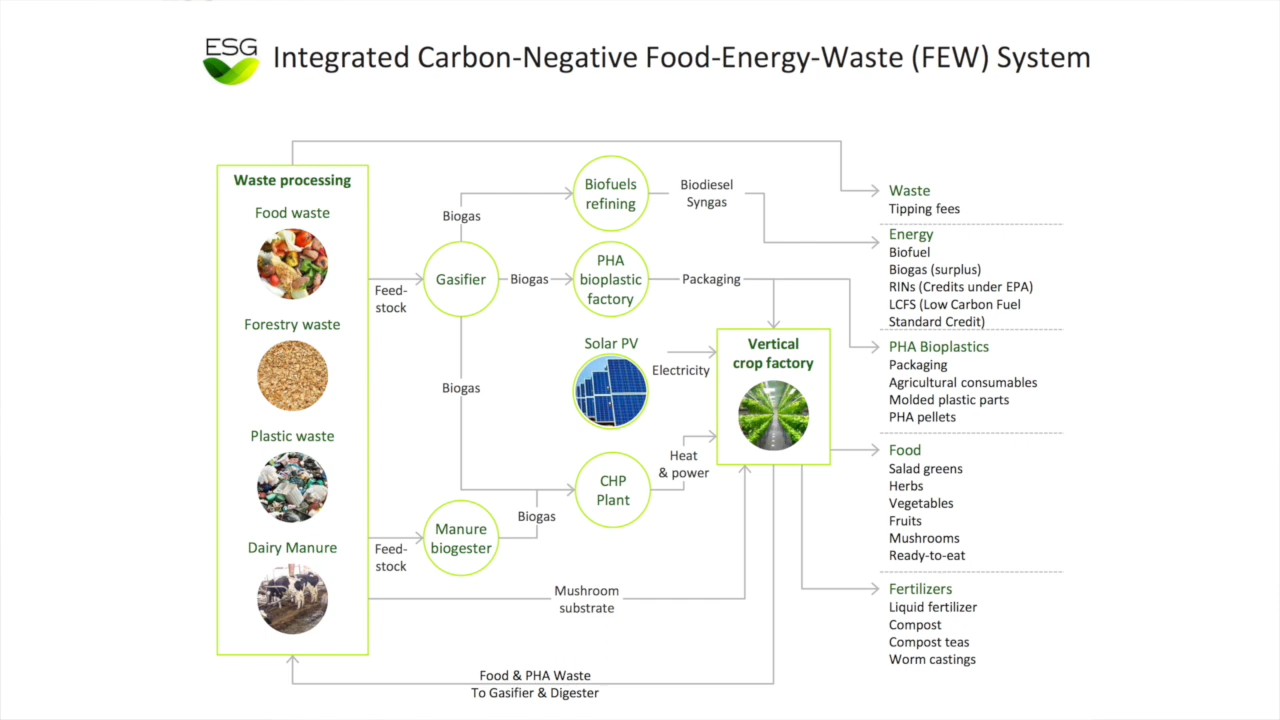 ESG
Integrated Carbon-Negative Food-Energy-Waste (FEW) System
Waste processing
Food waste
Forestry waste
Plastic waste
Dairy Manure
Feed-
stock
Feed-
stock
Biogas
Gasifier
Biogas
Biogas
Manure
biogester
Biogas
Biofuels
refining
Biodiesel
Syngas
PHA
bioplastic
factory
Packaging
Solar PV
Electricity
CHP
Plant
Heat
& power
Mushroom
substrate
Vertical
crop factory
Food & PHA Waste
To Gasifier & Digester
Waste
Tipping fees
Energy
Biofuel
Biogas (surplus)
RINs (Credits under EPA)
LCFS (Low Carbon Fuel
Standard Credit)
PHA Bioplastics
Packaging
Agricultural consumables
Molded plastic parts
PHA pellets
Food
Salad greens
Herbs
Vegetables
Fruits
Mushrooms
Ready-to-eat
Fertilizers
Liquid fertilizer
Compost
Compost teas
Worm castings